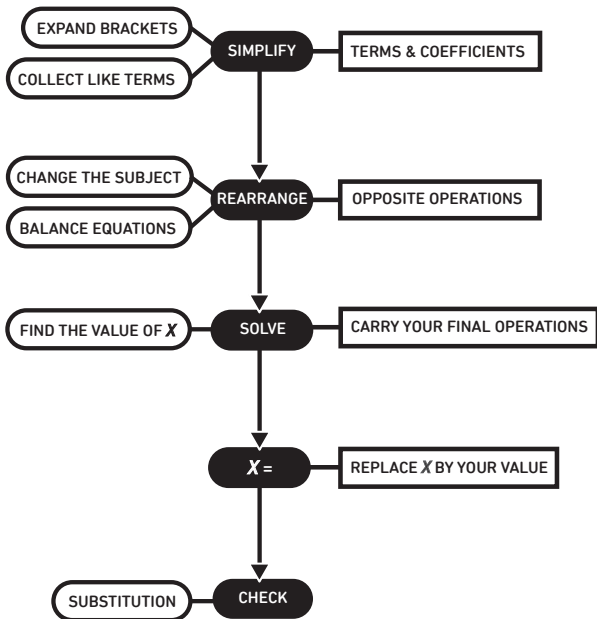 EXPAND BRACKETS
SIMPLIFY
TERMS & COEFFICIENTS
COLLECT LIKE TERMS
CHANGE THE SUBJECT
REARRANGE
OPPOSITE OPERATIONS
BALANCE EQUATIONS
FIND THE VALUE OF X
SOLVE
CARRY YOUR FINAL OPERATIONS
X =
REPLACE X BY YOUR VALUE
SUBSTITUTION
CHECK